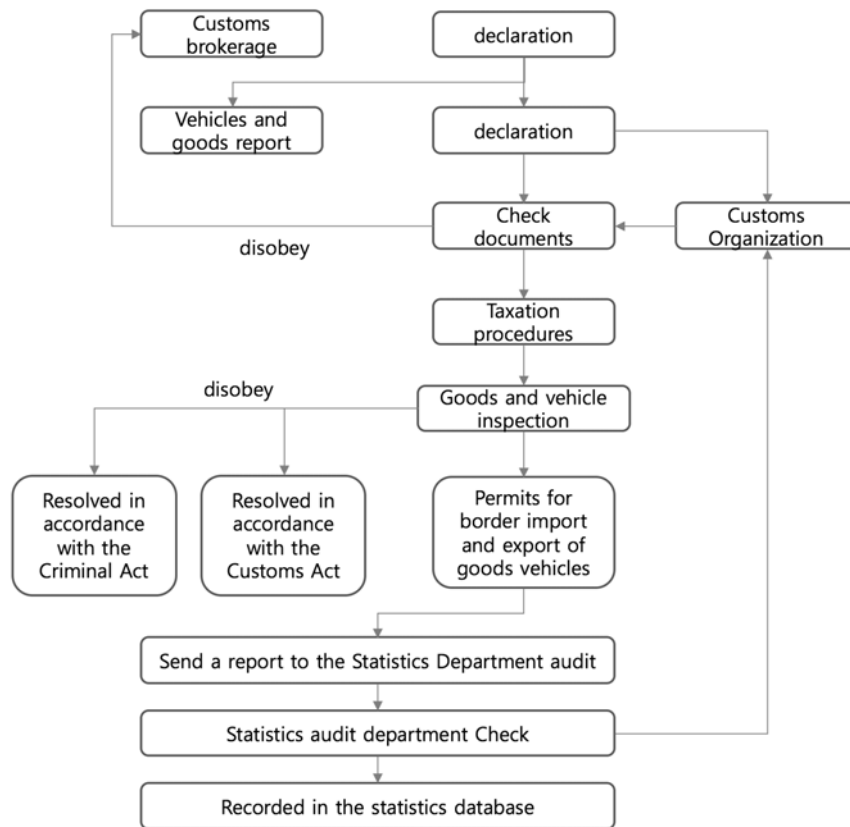 Customs
brokerage
declaration
Vehicles and
goods report
declaration
Check
documents
Customs
Organization
disobey
Taxation
procedures
disobey
Goods and vehicle
inspection
Resolved in
accordance
with the
Criminal Act
Resolved in
accordance
with the
Customs Act
Permits for
border import
and export of
goods vehicles
Send a report to the Statistics Department audit
Statistics audit department Check
Recorded in the statistics database